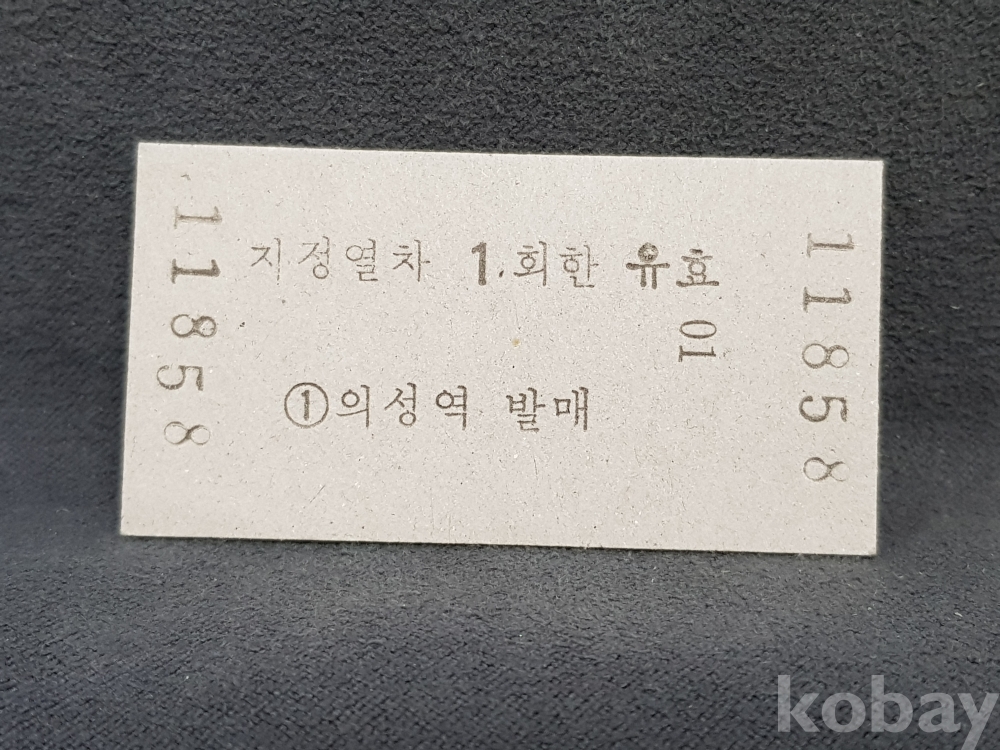 11858
지정열차 1.회한 유효
01
①의성역 발매
11858
kobay